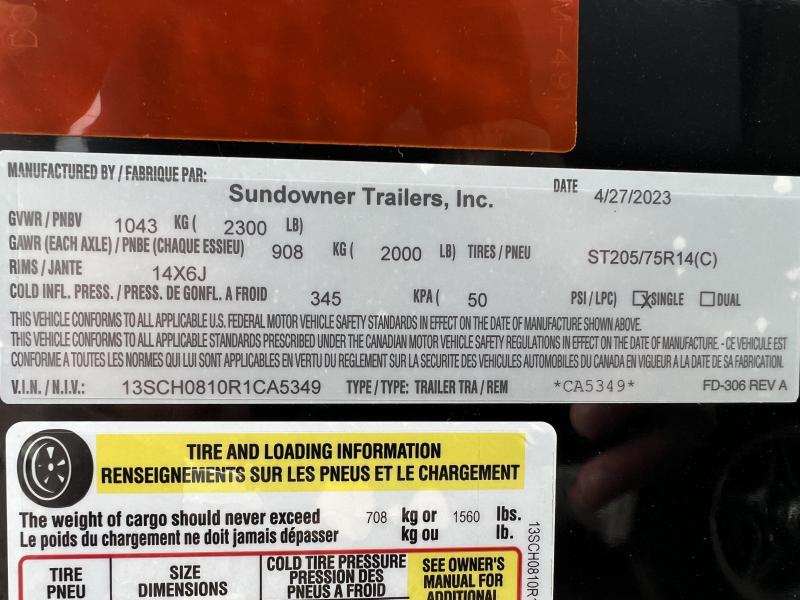 MANUFACTURED BY / FABRIQUE PAR: Sundowner Trailers, Inc. DATE 4/27/2023
GVWR / PNBV 1043 KG ( 2300 LB)
GAWR (EACH AXLE) / PNBE (CHAQUE ESSIEU) 908 KG ( 2000 LB) TIRES / PNEU ST205/75R14(C)
RIMS / JANTE 14X6J
COLD INFL. PRESS. / PRESS. DE GONFL. A FROID 345 KPA ( 50 PSI / LPC) SINGLE DUAL
THIS VEHICLE CONFORMS TO ALL APPLICABLE U.S. FEDERAL MOTOR VEHICLE SAFETY STANDARDS IN EFFECT ON THE DATE OF MANUFACTURE SHOWN ABOVE.
THIS VEHICLE CONFORMS TO ALL APPLICABLE STANDARDS PRESCRIBED UNDER THE CANADIAN MOTOR VEHICLE SAFETY REGULATIONS IN EFFECT ON THE DATE OF MANUFACTURE. - CE VEHICULE EST
CONFORME A TOUTES LES NORMES QUI LUI SONT APPLICABLES EN VERTU DU REGLEMENT SUR LA SECURITE DES VEHICULES AUTOMOBILES DU CANADA EN VIGUEUR A LA DATE DE SA FABRICATION.
V.I.N. / N.I.V.: 13SCH0810R1CA5349 TYPE / TYPE: TRAILER TRA / REM *CA5349* FD-306 REV A
TIRE AND LOADING INFORMATION
RENSEIGNEMENTS SUR LES PNEUS ET LE CHARGEMENT
The weight of cargo should never exceed 708 kg or 1560 lbs.
Le poids du chargement ne doit jamais dépasser kg ou lb.
TIRE SIZE COLD TIRE PRESSURE SEE OWNER'S
PNEU DIMENSIONS PRESSION DES MANUAL FOR
PNEUS A FROID ADDITIONAL
13SCH0810R